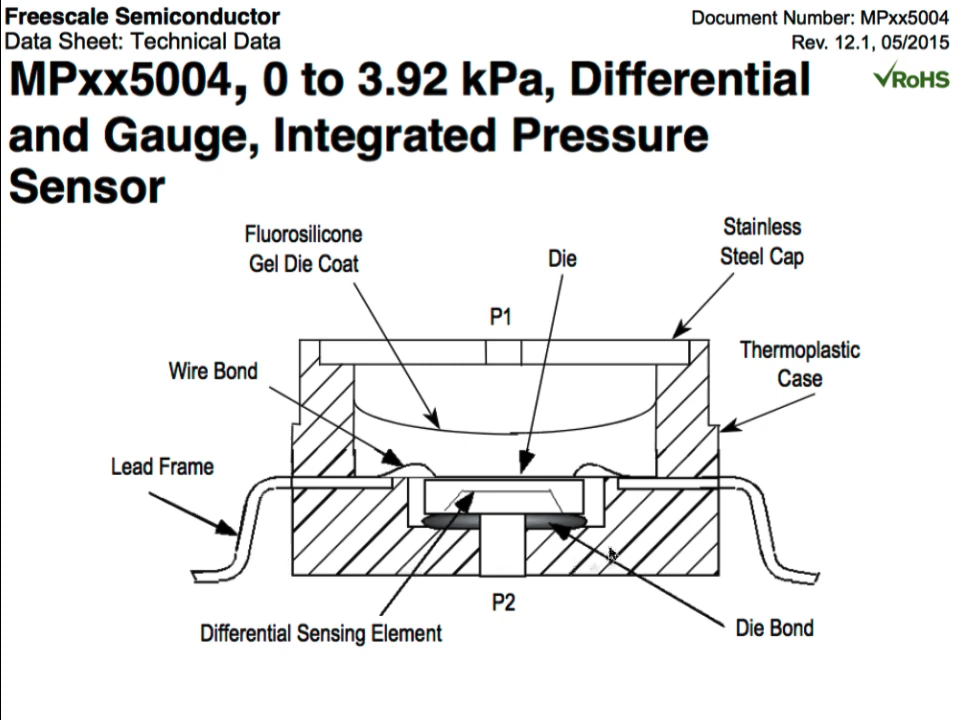 Freescale Semiconductor
Document Number: MPxx5004
Data Sheet: Technical Data
Rev. 12.1, 05/2015
MPxx5004, 0 to 3.92 kPa, Differential
and Gauge, Integrated Pressure
Sensor
√RoHS
Fluorosilicone
Gel Die Coat
Die
Stainless
Steel Cap
P1
Wire Bond
Thermoplastic
Case
Lead Frame
P2
Differential Sensing Element
Die Bond